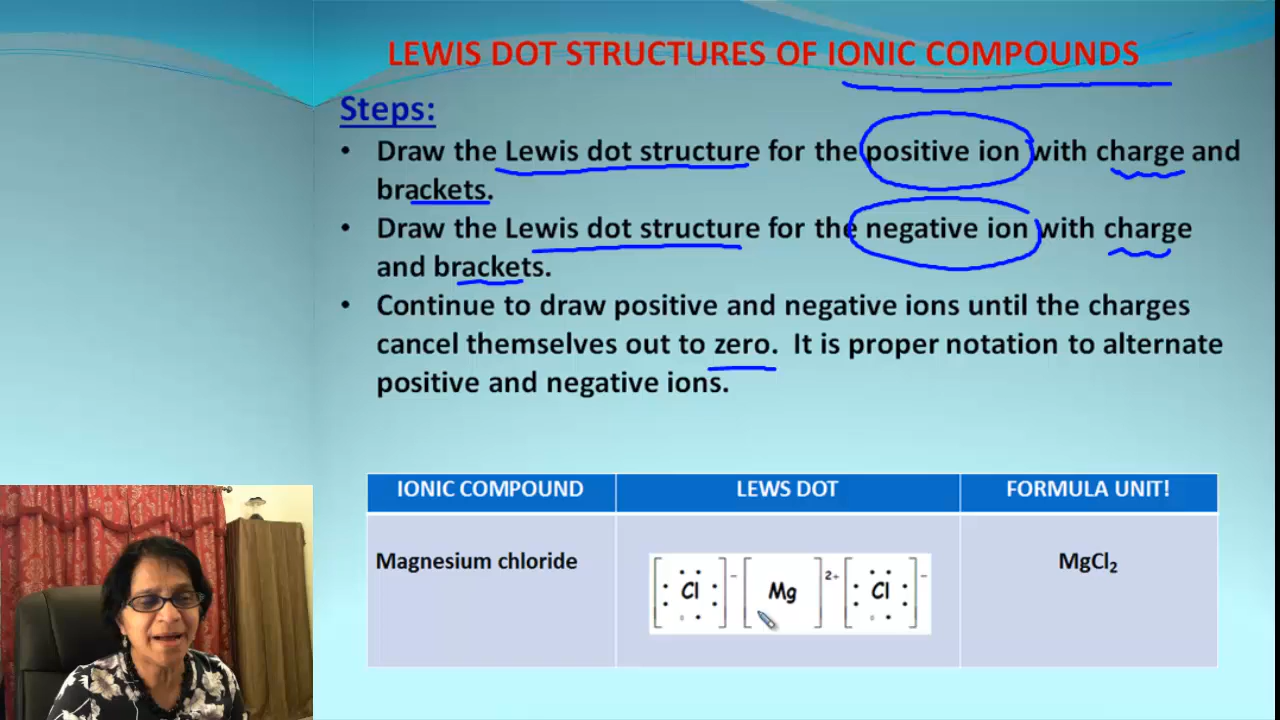 LEWIS DOT STRUCTURES OF IONIC COMPOUNDS
Steps:
• Draw the Lewis dot structure for the positive ion with charge and
brackets.
• Draw the Lewis dot structure for the negative ion with charge
and brackets.
• Continue to draw positive and negative ions until the charges
cancel themselves out to zero. It is proper notation to alternate
positive and negative ions.
IONIC COMPOUND LEWS DOT FORMULA UNIT!
Magnesium chloride [Cl]⁻ [Mg]²⁺ [Cl]⁻ MgCl₂